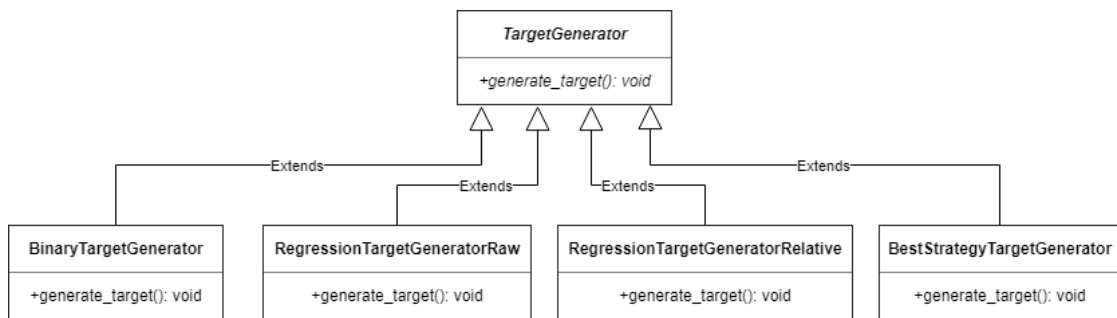 TargetGenerator
+generate_target(): void
Extends
Extends
Extends
Extends
BinaryTargetGenerator
RegressionTargetGeneratorRaw
RegressionTargetGeneratorRelative
BestStrategyTargetGenerator
+generate_target(): void
+generate_target(): void
+generate_target(): void
+generate_target(): void